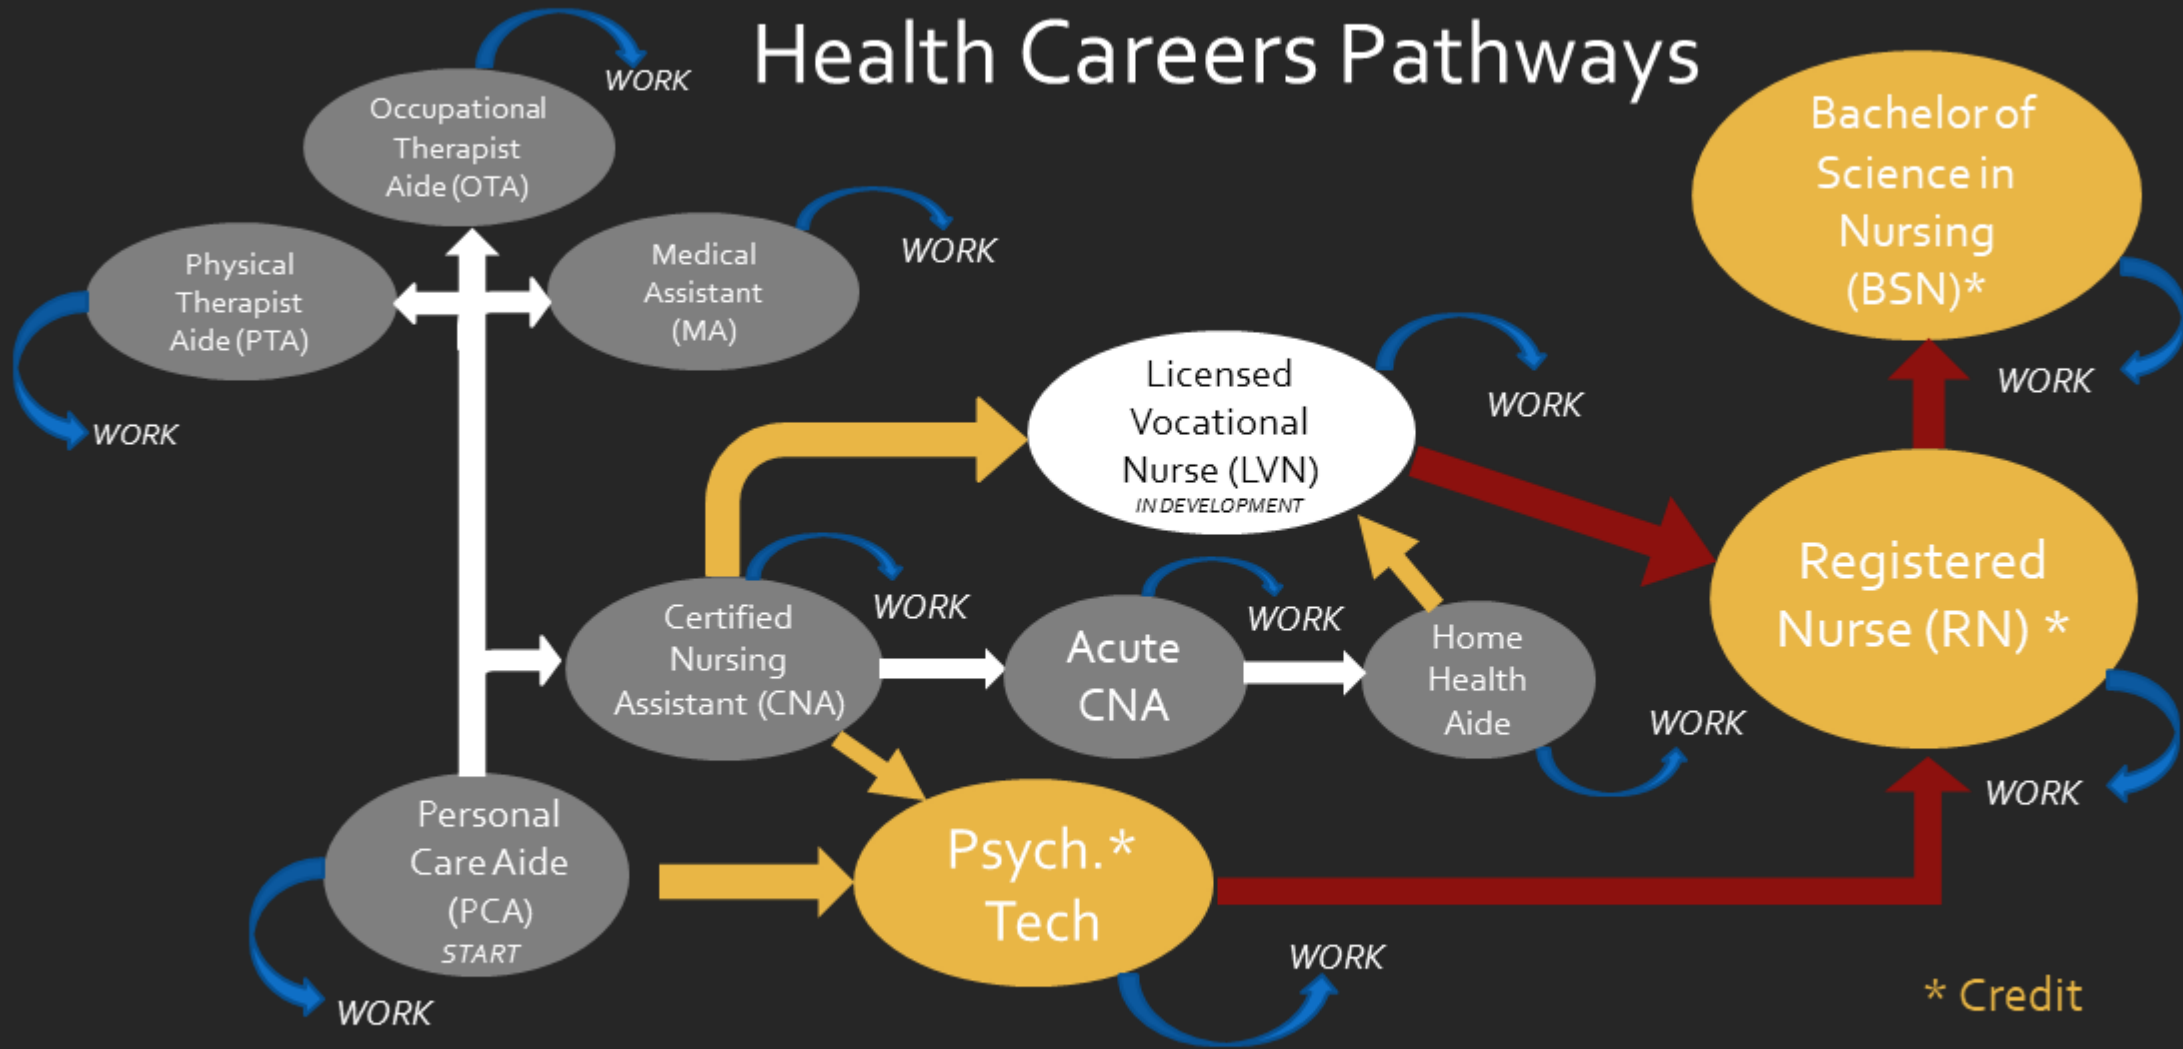 Health Careers Pathways
Occupational
Therapist
Aide (OTA)
WORK
Physical
Therapist
Aide (PTA)
WORK
Medical
Assistant
(MA)
WORK
Bachelor of
Science in
Nursing
(BSN)*
WORK
Licensed
Vocational
Nurse (LVN)
IN DEVELOPMENT
WORK
Certified
Nursing
Assistant (CNA)
WORK
Acute
CNA
WORK
Home
Health
Aide
WORK
Registered
Nurse (RN) *
WORK
Personal
Care Aide
(PCA)
START
WORK
Psych.*
Tech
WORK
* Credit